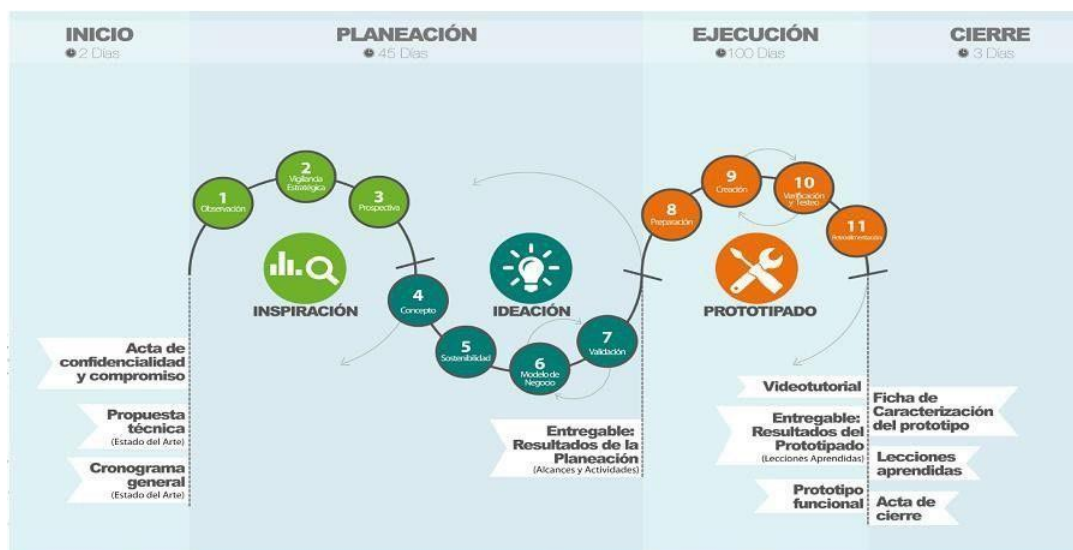 INICIO
2 Días
PLANEACIÓN
45 Días
EJECUCIÓN
100 Días
CIERRE
3 Días
1
Observación
2
Vigilancia
Estratégica
3
Prospectiva
INSPIRACIÓN
4
Concepto
5
Sostenibilidad
6
Modelo de
Negocio
7
Validación
IDEACIÓN
8
Preparación
9
Creación
10
Verificación
y Testeo
11
Retroalimentación
PROTOTIPADO
Acta de
confidencialidad
y compromiso
Propuesta
técnica
(Estado del Arte)
Cronograma
general
(Estado del Arte)
Entregable:
Resultados de la
Planeación
(Alcances y Actividades)
Videotutorial
Entregable:
Resultados del
Prototipado
(Lecciones Aprendidas)
Prototipo
funcional
Ficha de
Caracterización
del prototipo
Lecciones
aprendidas
Acta de
cierre